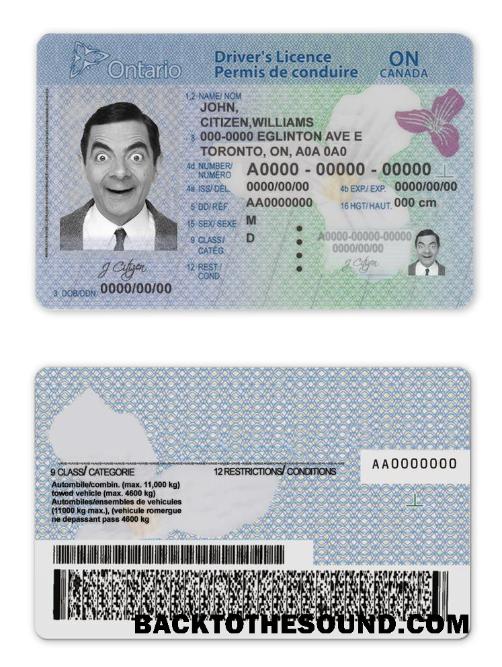 Ontario
Driver's Licence
Permis de conduire
ON
CANADA
1,2 NAME/ NOM
JOHN,
CITIZEN,WILLIAMS
8 000-0000 EGLINTON AVE E
TORONTO, ON, A0A 0A0
4d NUMBER/ NUMÉRO A0000 - 00000 - 00000
4a ISS/DÉL. 0000/00/00 4b EXP./EXP. 0000/00/00
5 DD/RÉF. AA0000000 16 HGT/HAUT. 000 cm
15 SEX/ SEXE M
9 CLASS/ CATÉG. D
12 REST./ COND.
A0000-00000-00000
0000/00/00
J Citizen
J Citizen
3 DOB/DDN 0000/00/00
9 CLASS/ CATEGORIE 12 RESTRICTIONS/ CONDITIONS
AA0000000
Autombile/combin. (max. 11,000 kg)
towed vehicle (max. 4600 kg)
Autombiles/ensembles de vehicules
(11000 kg max.), (vehicule romergue
ne depassant pass 4600 kg
BACKTOTHESOUND.COM